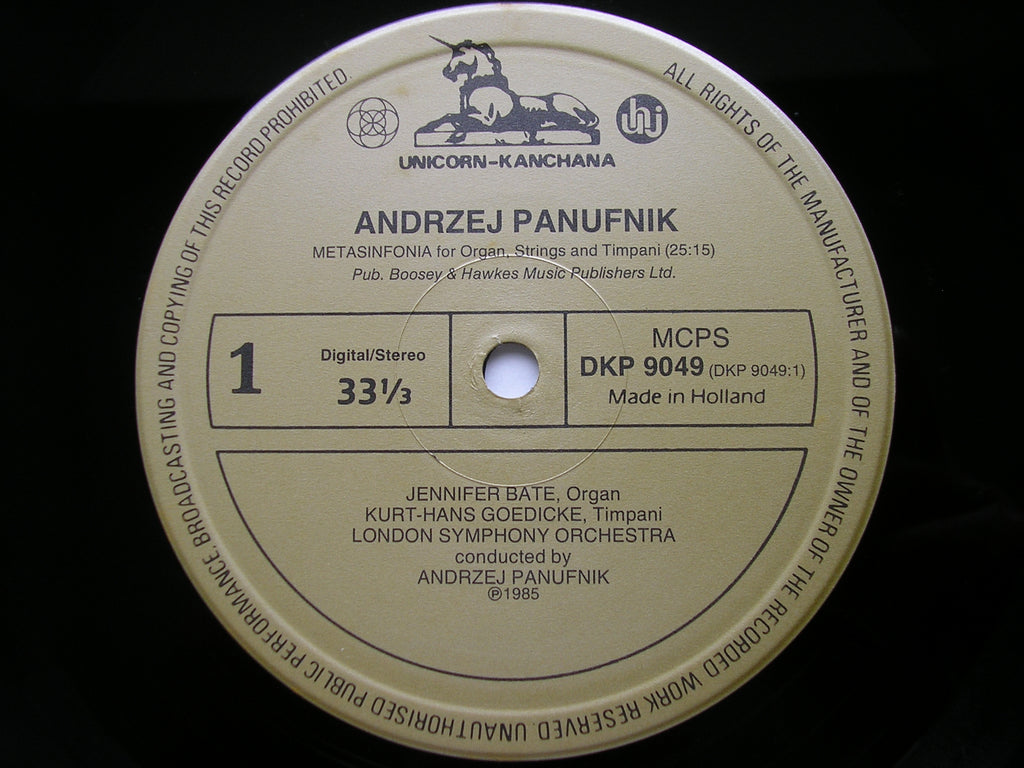 ALL RIGHTS OF THE MANUFACTURER AND OF THE OWNER OF THE RECORDED WORK RESERVED. UNAUTHORISED PUBLIC PERFORMANCE, BROADCASTING AND COPYING OF THIS RECORD PROHIBITED.
uhj
UNICORN-KANCHANA
ANDRZEJ PANUFNIK
METASINFONIA for Organ, Strings and Timpani (25:15)
Pub. Boosey & Hawkes Music Publishers Ltd.
1
Digital/Stereo
33⅓
MCPS
DKP 9049 (DKP 9049:1)
Made in Holland
JENNIFER BATE, Organ
KURT-HANS GOEDICKE, Timpani
LONDON SYMPHONY ORCHESTRA
conducted by
ANDRZEJ PANUFNIK
℗1985